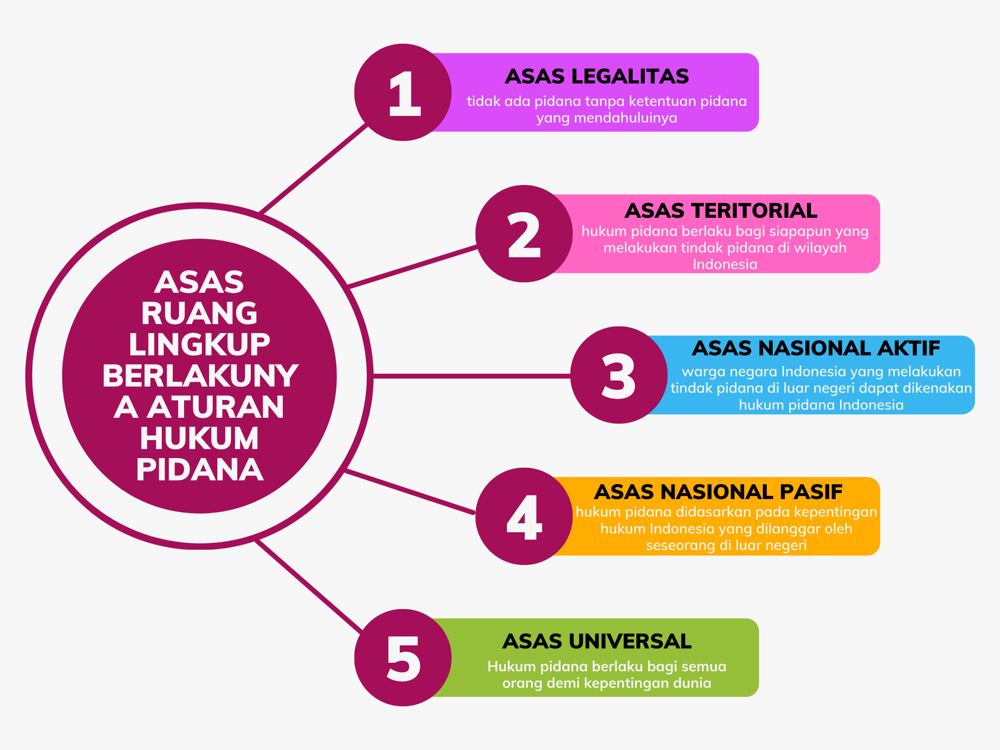 ASAS
RUANG
LINGKUP
BERLAKUNY
A ATURAN
HUKUM
PIDANA
1
ASAS LEGALITAS
tidak ada pidana tanpa ketentuan pidana
yang mendahuluinya
2
ASAS TERITORIAL
hukum pidana berlaku bagi siapapun yang
melakukan tindak pidana di wilayah
Indonesia
3
ASAS NASIONAL AKTIF
warga negara Indonesia yang melakukan
tindak pidana di luar negeri dapat dikenakan
hukum pidana Indonesia
4
ASAS NASIONAL PASIF
hukum pidana didasarkan pada kepentingan
hukum Indonesia yang dilanggar oleh
seseorang di luar negeri
5
ASAS UNIVERSAL
Hukum pidana berlaku bagi semua
orang demi kepentingan dunia